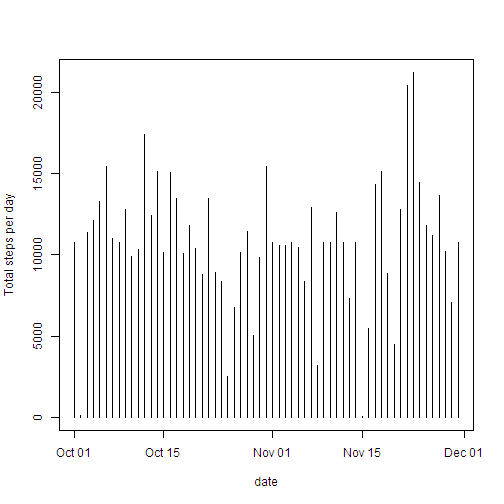 Total steps per day
20000
15000
10000
5000
0
Oct 01
Oct 15
Nov 01
Nov 15
Dec 01
date